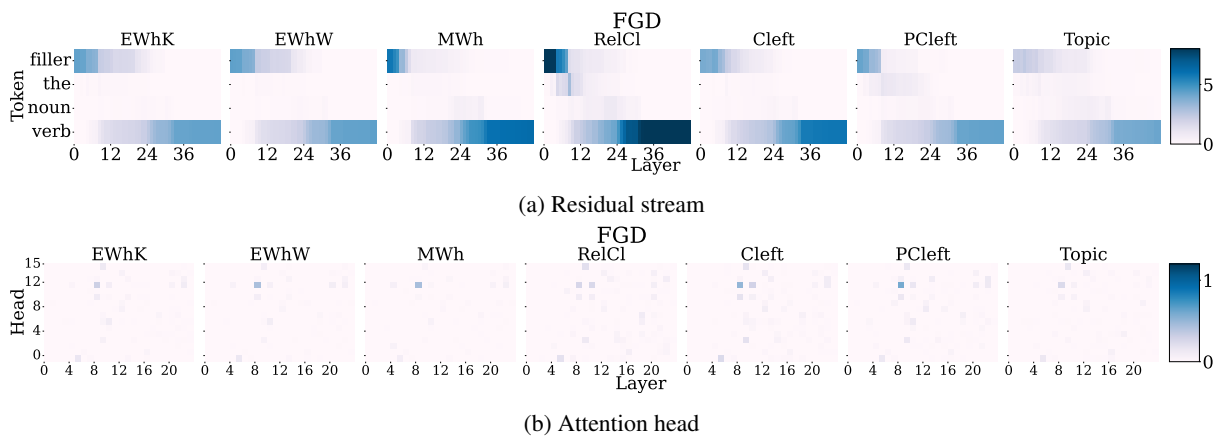 FGD
EWhK EWhW MWh RelCl Cleft PCleft Topic
Token
filler
the
noun
verb
0 12 24 36 0 12 24 36 0 12 24 36 0 12 24 36 0 12 24 36 0 12 24 36 0 12 24 36
Layer
5
0
(a) Residual stream
FGD
EWhK EWhW MWh RelCl Cleft PCleft Topic
Head
15
12
8
4
0
0 4 8 12 16 20 0 4 8 12 16 20 0 4 8 12 16 20 0 4 8 12 16 20 0 4 8 12 16 20 0 4 8 12 16 20 0 4 8 12 16 20
Layer
1
0
(b) Attention head